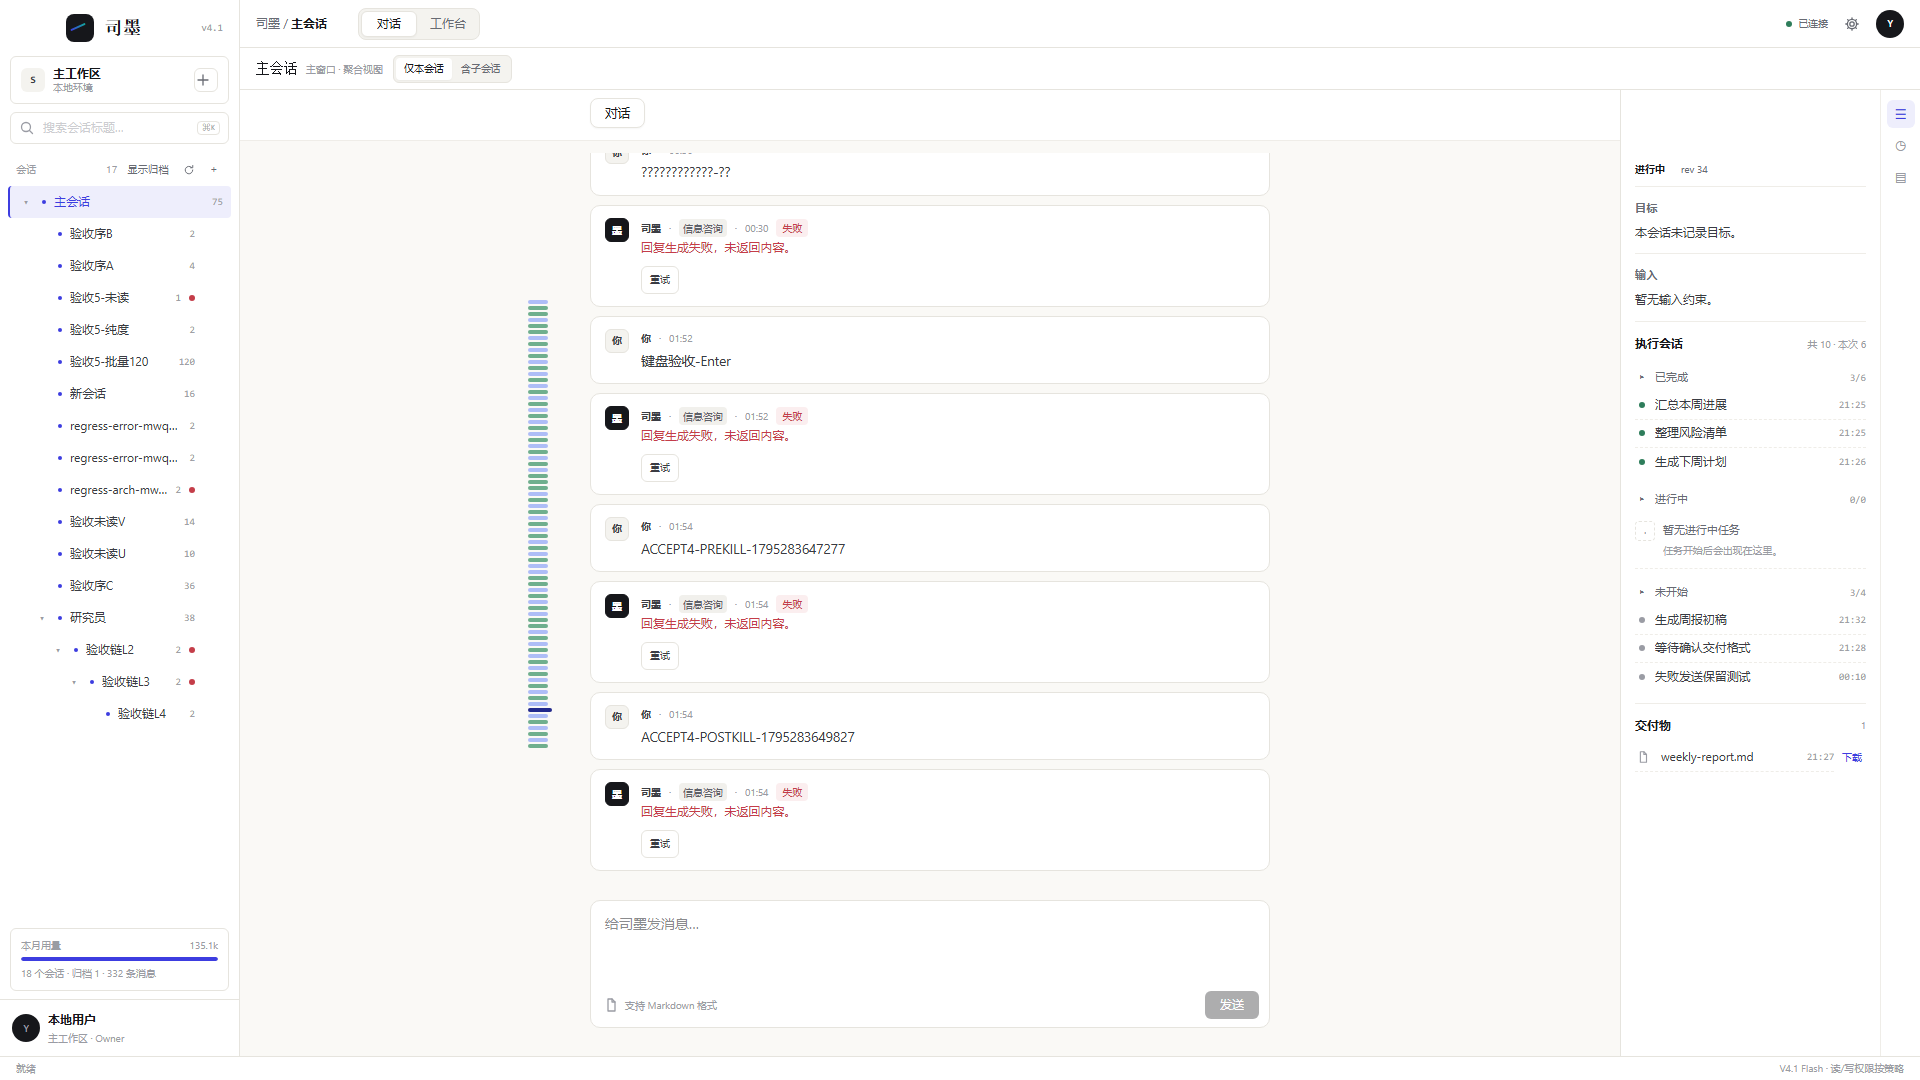 司墨
v4.1
S
主工作区
本地环境
搜索会话标题...
⌘K
会话
17
显示归档
主会话
75
验收序B
2
验收序A
4
验收5-未读
1
验收5-纯度
2
验收5-批量120
120
新会话
16
regress-error-mwq...
2
regress-error-mwq...
2
regress-arch-mw...
2
验收未读V
14
验收未读U
10
验收序C
36
研究员
38
验收链L2
2
验收链L3
2
验收链L4
2
本月用量
135.1k
18 个会话 · 归档 1 · 332 条消息
Y
本地用户
主工作区 · Owner
就绪
司墨 / 主会话
对话
工作台
已连接
Y
主会话
主窗口 · 聚合视图
仅本会话
含子会话
对话
????????????-??
墨
司墨 · 信息咨询 · 00:30 失败
回复生成失败，未返回内容。
重试
你
你 · 01:52
键盘验收-Enter
墨
司墨 · 信息咨询 · 01:52 失败
回复生成失败，未返回内容。
重试
你
你 · 01:54
ACCEPT4-PREKILL-1795283647277
墨
司墨 · 信息咨询 · 01:54 失败
回复生成失败，未返回内容。
重试
你
你 · 01:54
ACCEPT4-POSTKILL-1795283649827
墨
司墨 · 信息咨询 · 01:54 失败
回复生成失败，未返回内容。
重试
给司墨发消息...
支持 Markdown 格式
发送
进行中
rev 34
目标
本会话未记录目标。
输入
暂无输入约束。
执行会话
共 10 · 本次 6
已完成
3/6
汇总本周进展
21:25
整理风险清单
21:25
生成下周计划
21:26
进行中
0/0
暂无进行中任务
任务开始后会出现在这里。
未开始
3/4
生成周报初稿
21:32
等待确认交付格式
21:28
失败发送保留测试
00:10
交付物
1
weekly-report.md
21:27
下载
V4.1 Flash · 读/写权限按策略